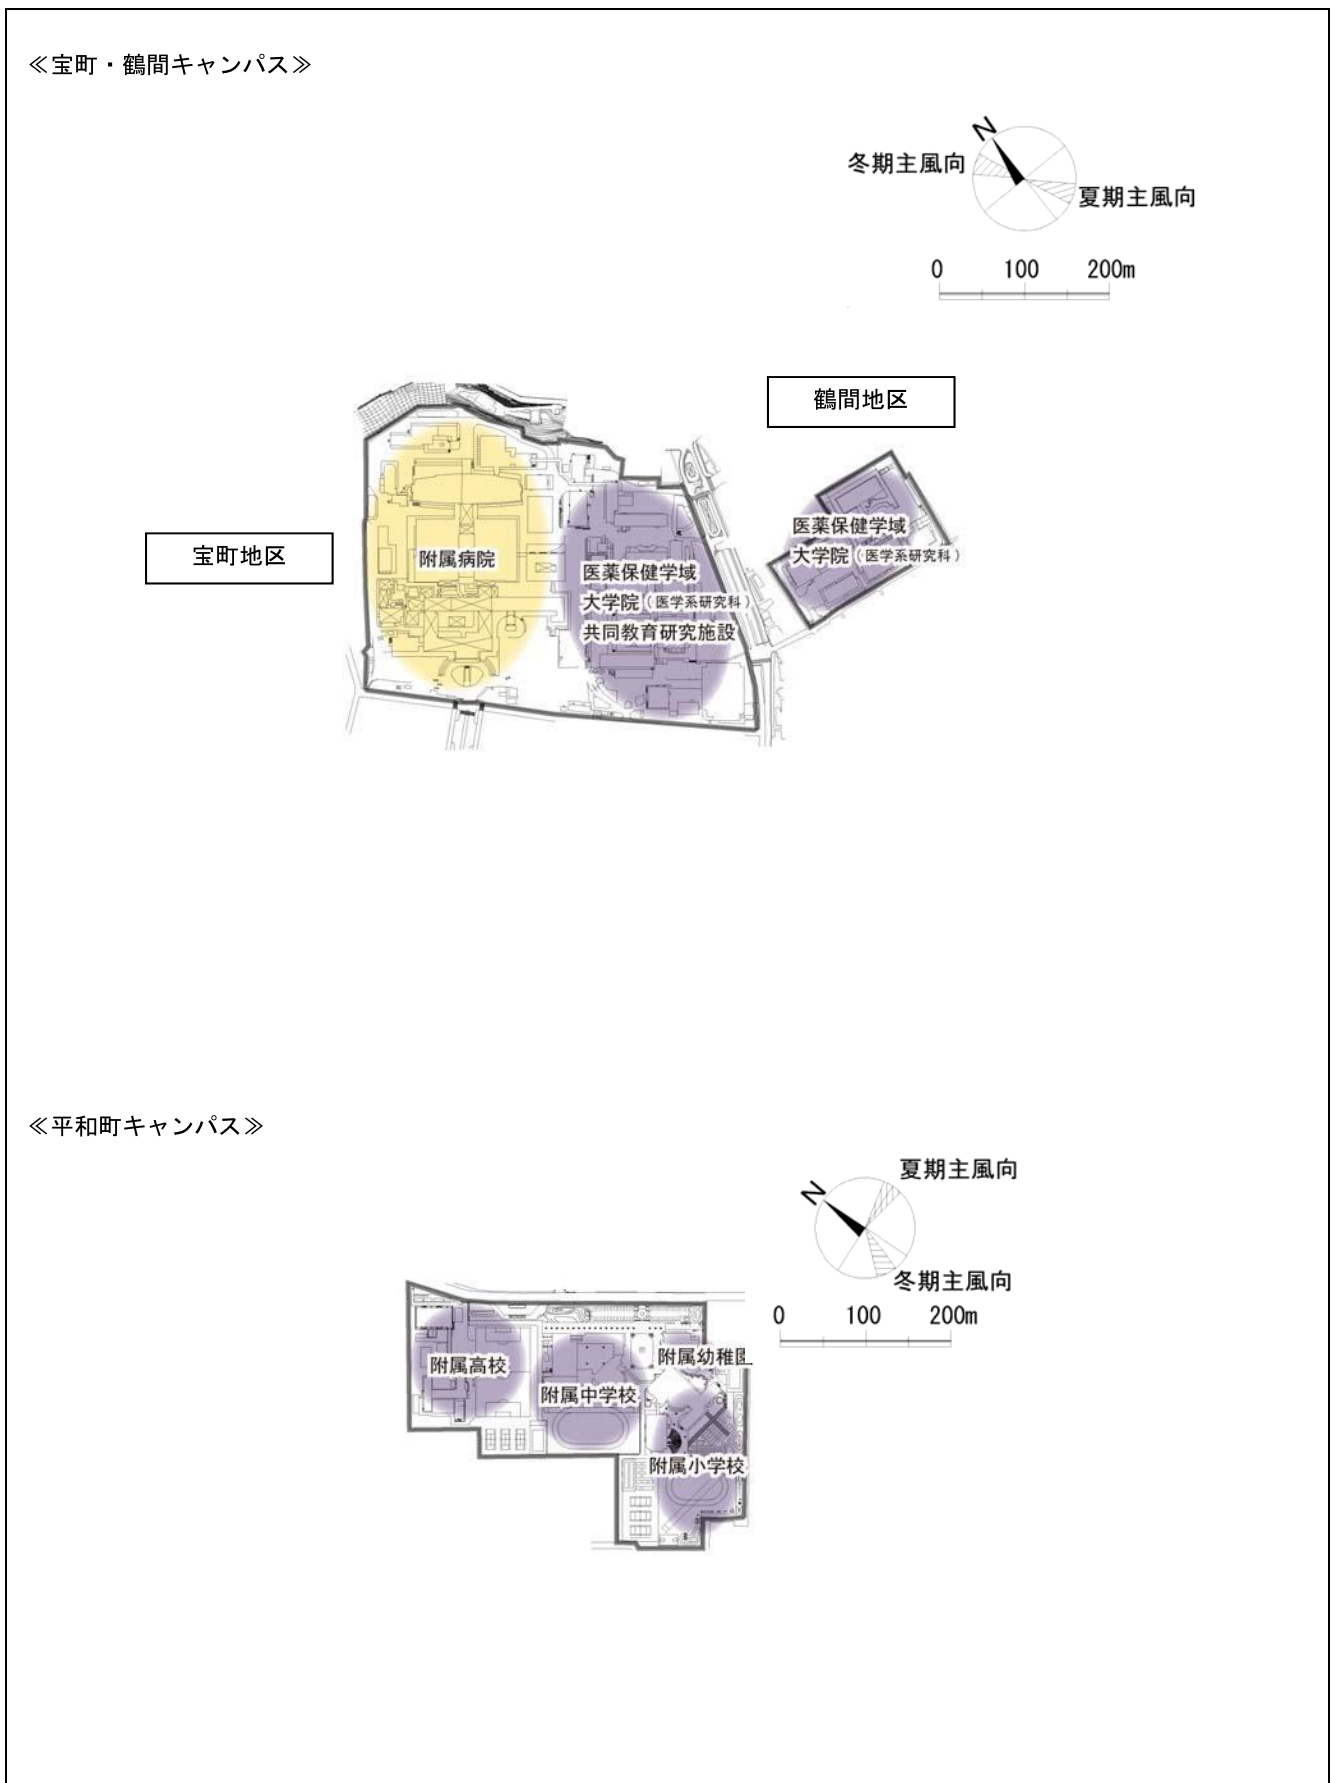 ≪宝町・鶴間キャンパス≫
N
冬期主風向
夏期主風向
0 100 200m
鶴間地区
宝町地区
附属病院
医薬保健学域
大学院（医学系研究科）
共同教育研究施設
医薬保健学域
大学院（医学系研究科）
≪平和町キャンパス≫
夏期主風向
N
冬期主風向
0 100 200m
附属高校
附属中学校
附属幼稚園
附属小学校